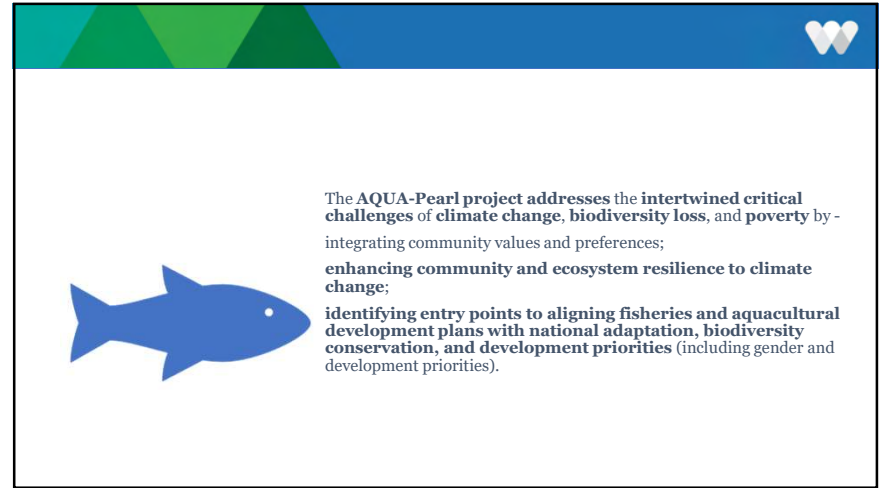 The AQUA-Pearl project addresses the intertwined critical
challenges of climate change, biodiversity loss, and poverty by -
integrating community values and preferences;
enhancing community and ecosystem resilience to climate
change;
identifying entry points to aligning fisheries and aquacultural
development plans with national adaptation, biodiversity
conservation, and development priorities (including gender and
development priorities).